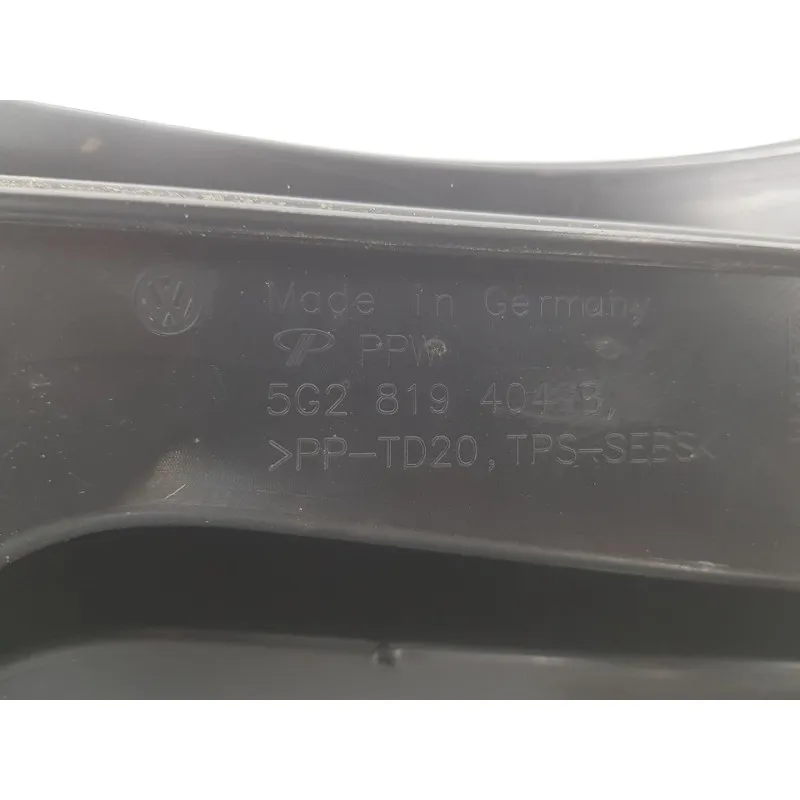 Made in Germany
PPW
5G2 819 404 B,
>PP-TD20, TPS-SEBS<